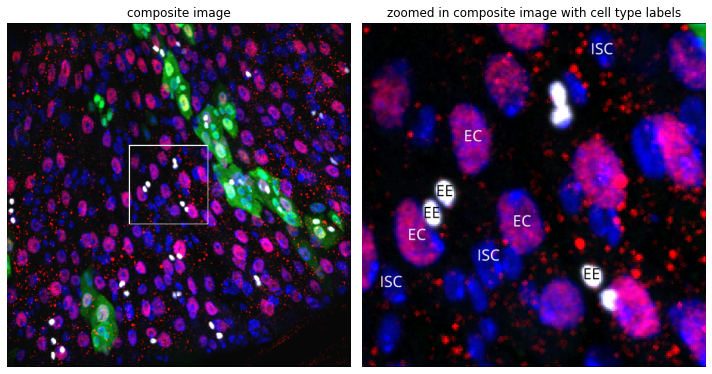 composite image
zoomed in composite image with cell type labels
ISC
EC
EE
EE
EC
EC
ISC
EE
ISC